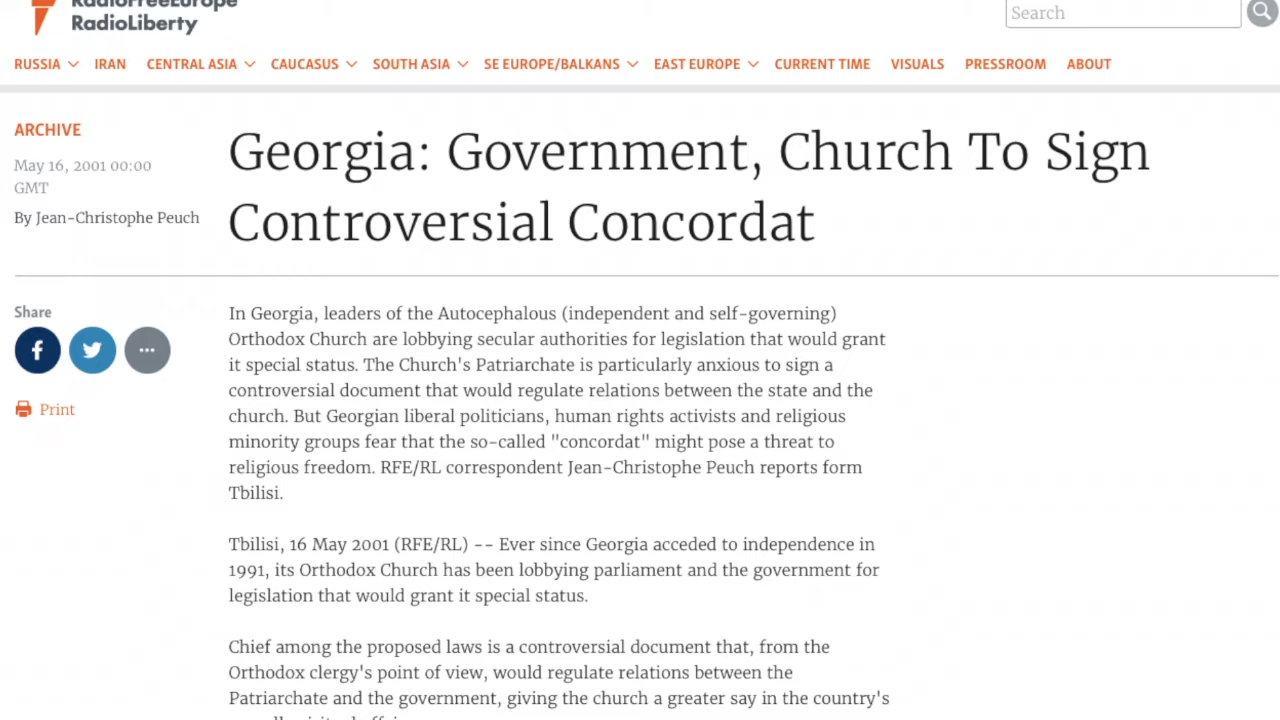 RadioFreeEurope
RadioLiberty
Search
RUSSIA IRAN CENTRAL ASIA CAUCASUS SOUTH ASIA SE EUROPE/BALKANS EAST EUROPE CURRENT TIME VISUALS PRESSROOM ABOUT
ARCHIVE
May 16, 2001 00:00
GMT
By Jean-Christophe Peuch
Georgia: Government, Church To Sign
Controversial Concordat
Share
Print
In Georgia, leaders of the Autocephalous (independent and self-governing)
Orthodox Church are lobbying secular authorities for legislation that would grant
it special status. The Church's Patriarchate is particularly anxious to sign a
controversial document that would regulate relations between the state and the
church. But Georgian liberal politicians, human rights activists and religious
minority groups fear that the so-called "concordat" might pose a threat to
religious freedom. RFE/RL correspondent Jean-Christophe Peuch reports form
Tbilisi.
Tbilisi, 16 May 2001 (RFE/RL) -- Ever since Georgia acceded to independence in
1991, its Orthodox Church has been lobbying parliament and the government for
legislation that would grant it special status.
Chief among the proposed laws is a controversial document that, from the
Orthodox clergy's point of view, would regulate relations between the
Patriarchate and the government, giving the church a greater say in the country's